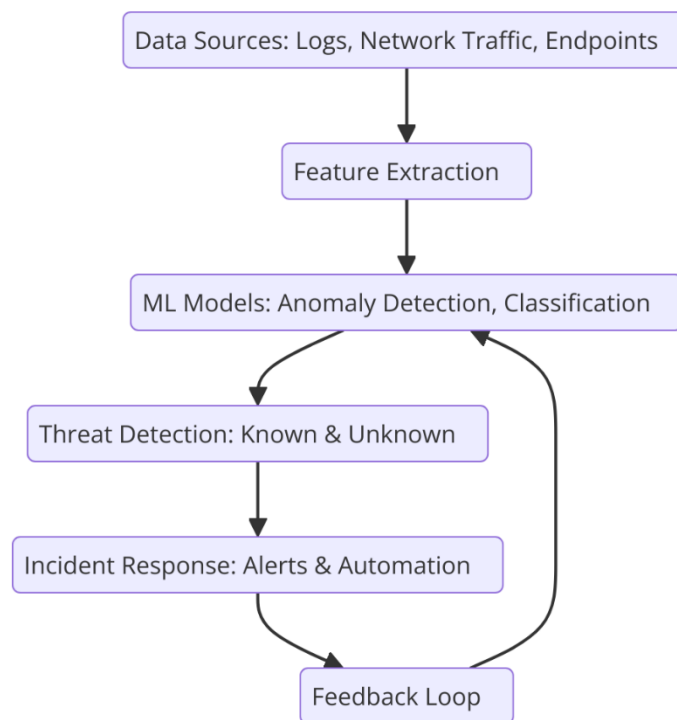 Data Sources: Logs, Network Traffic, Endpoints
Feature Extraction
ML Models: Anomaly Detection, Classification
Threat Detection: Known & Unknown
Incident Response: Alerts & Automation
Feedback Loop